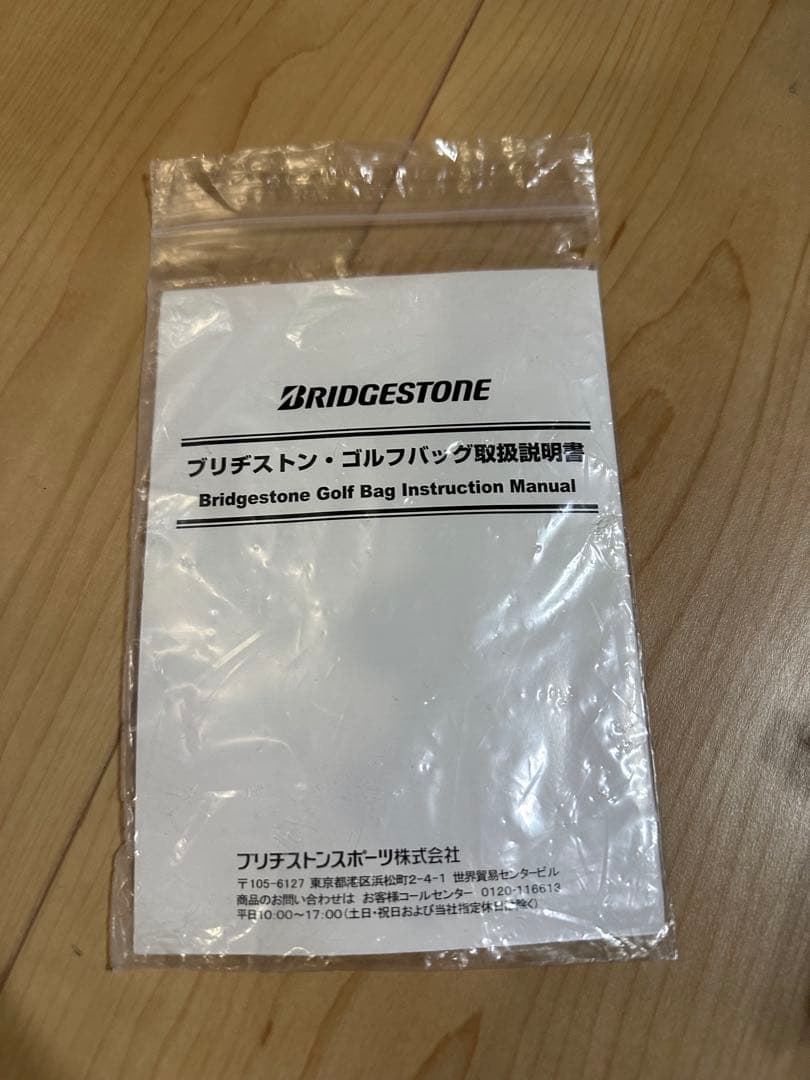 BRIDGESTONE
ブリヂストン・ゴルフバッグ取扱説明書
Bridgestone Golf Bag Instruction Manual
ブリヂストンスポーツ株式会社
〒105-6127 東京都港区浜松町2-4-1 世界貿易センタービル
商品のお問い合わせは お客様コールセンター 0120-116613
平日10:00～17:00(土日・祝日および当社指定休日は除く)